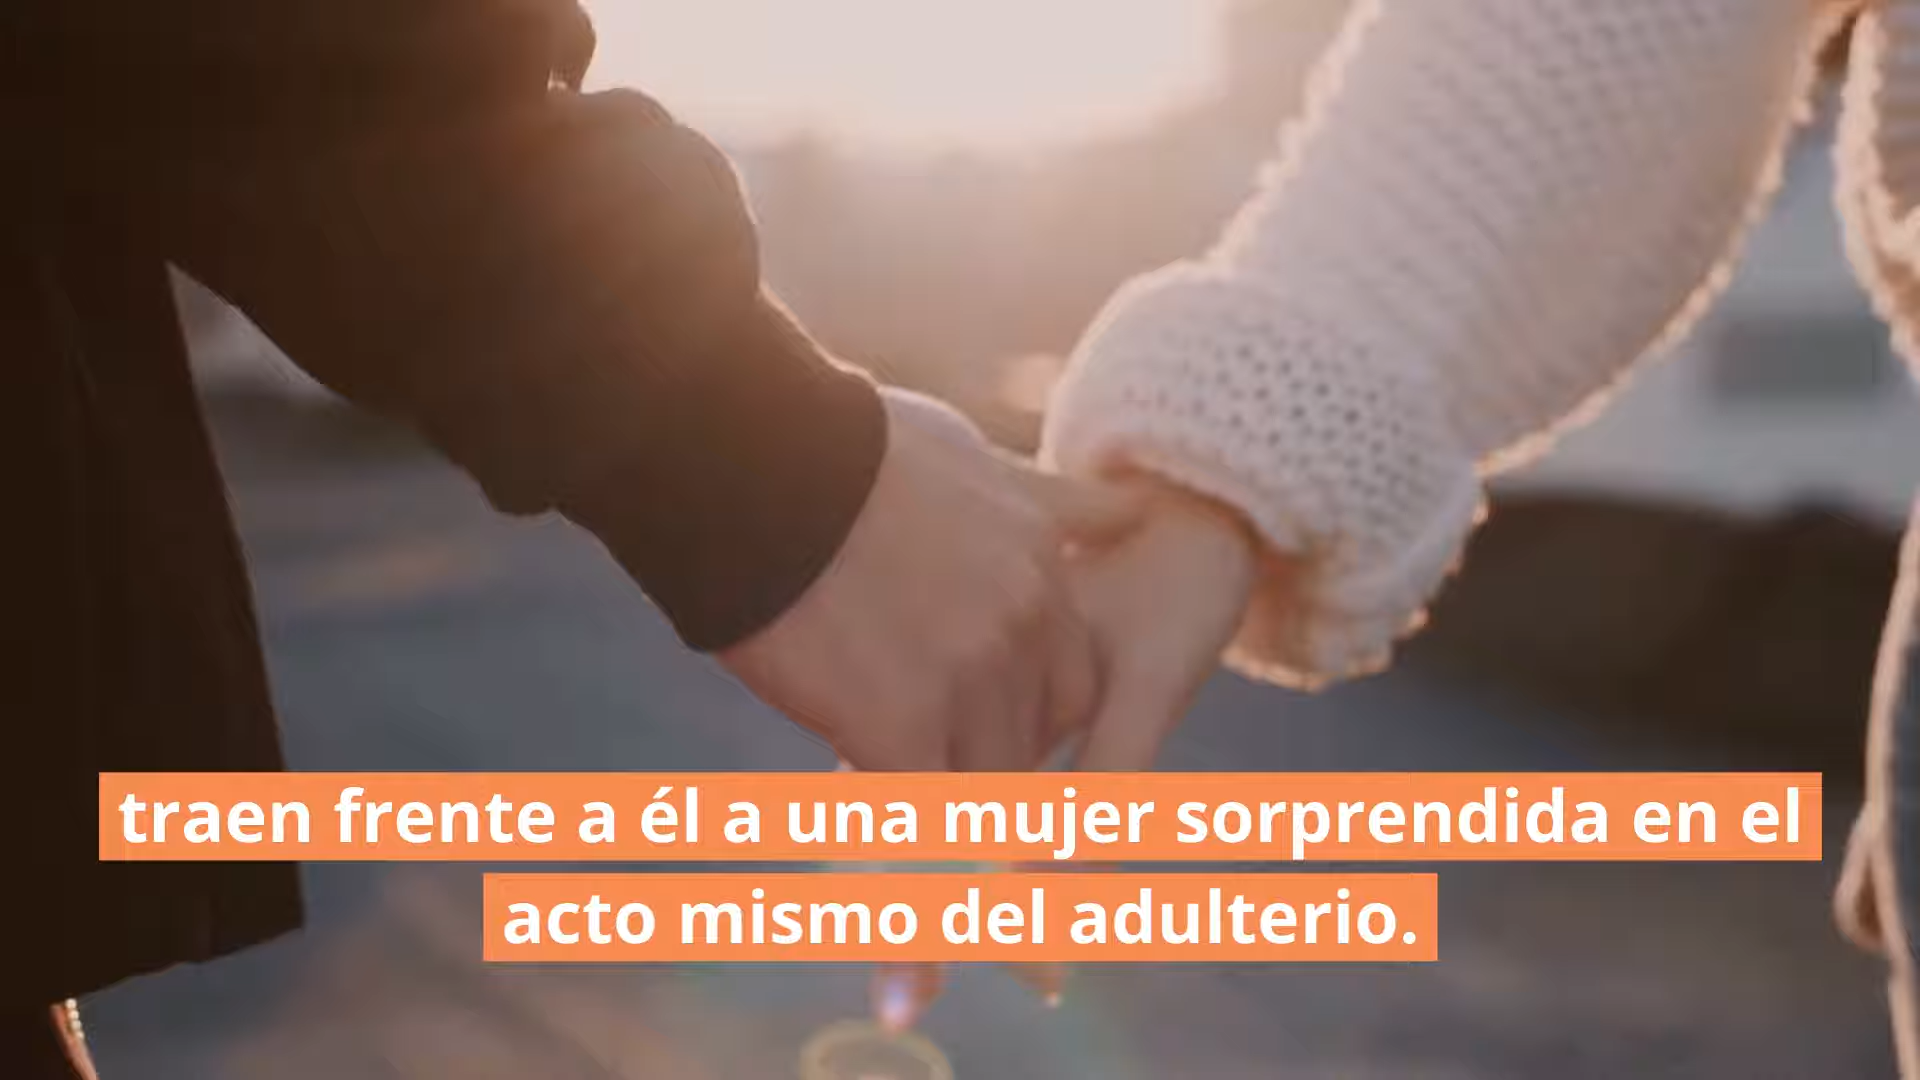 traen frente a él a una mujer sorprendida en el
acto mismo del adulterio.